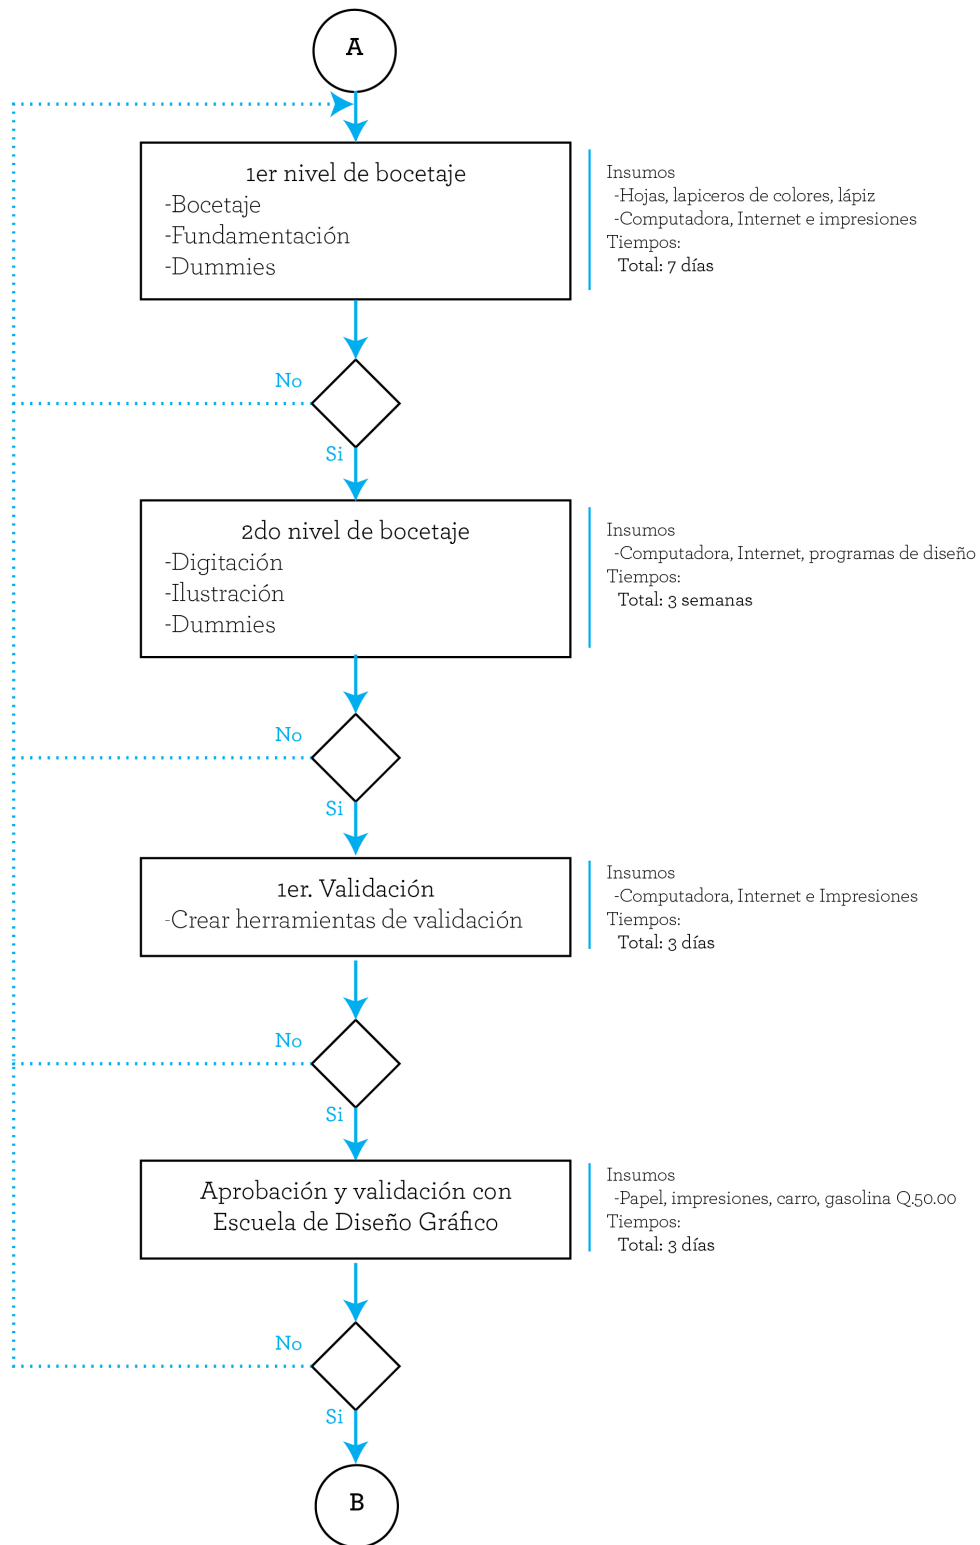 A
1er nivel de bocetaje
-Bocetaje
-Fundamentación
-Dummies
Insumos
-Hojas, lapiceros de colores, lápiz
-Computadora, Internet e impresiones
Tiempos:
Total: 7 días
No
Si
2do nivel de bocetaje
-Digitación
-Ilustración
-Dummies
Insumos
-Computadora, Internet, programas de diseño
Tiempos:
Total: 3 semanas
No
Si
1er. Validación
-Crear herramientas de validación
Insumos
-Computadora, Internet e Impresiones
Tiempos:
Total: 3 días
No
Si
Aprobación y validación con
Escuela de Diseño Gráfico
Insumos
-Papel, impresiones, carro, gasolina Q.50.00
Tiempos:
Total: 3 días
No
Si
B